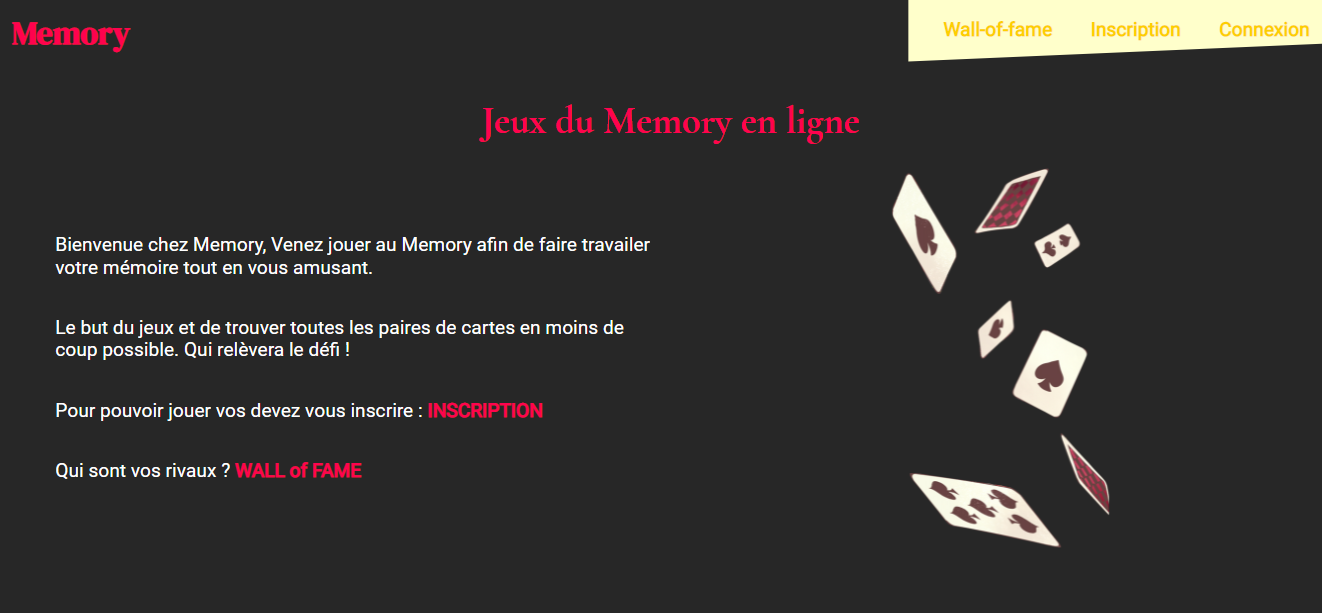 Memory
Wall-of-fame Inscription Connexion
Jeux du Memory en ligne
Bienvenue chez Memory, Venez jouer au Memory afin de faire travailer
votre mémoire tout en vous amusant.
Le but du jeux et de trouver toutes les paires de cartes en moins de
coup possible. Qui relèvera le défi !
Pour pouvoir jouer vos devez vous inscrire : INSCRIPTION
Qui sont vos rivaux ? WALL of FAME